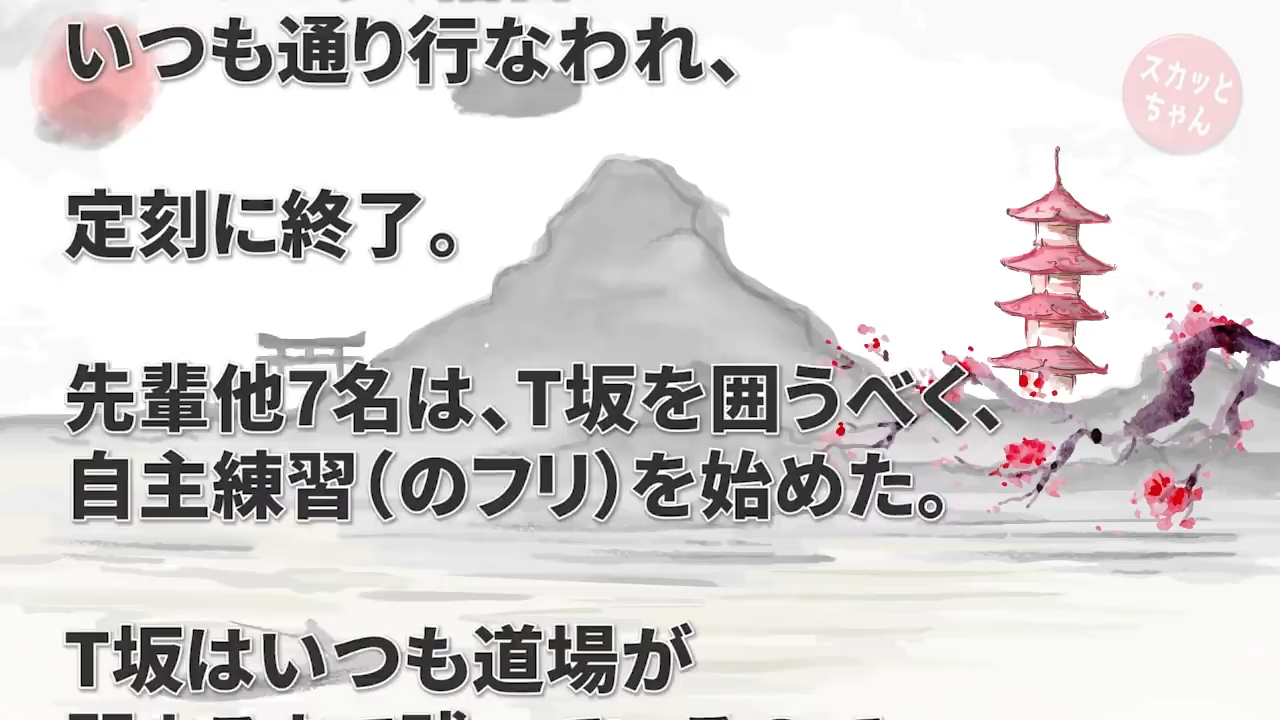 いつも通り行なわれ、
スカッと
ちゃん
定刻に終了。
先輩他7名は、T坂を囲うべく、
自主練習（のフリ）を始めた。
T坂はいつも道場が